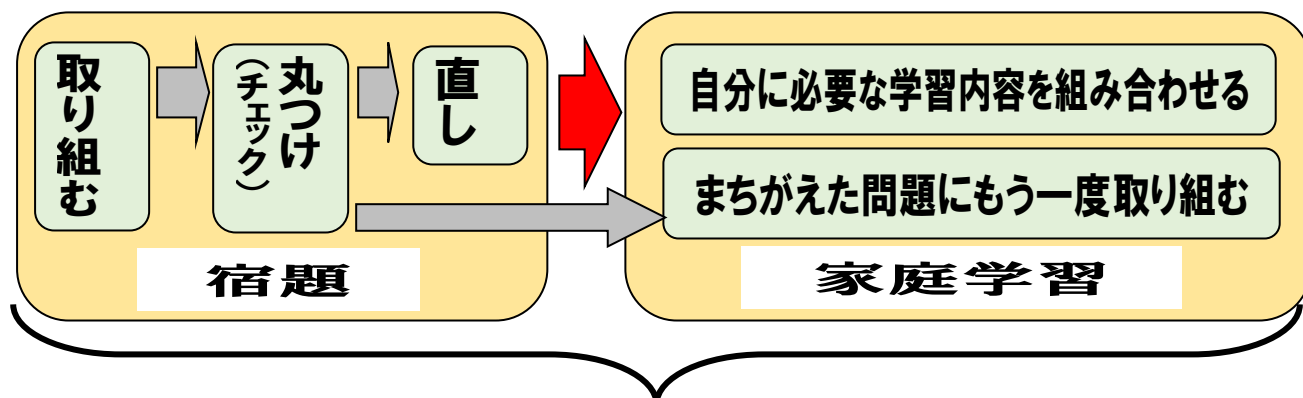 取り組む
丸つけ
（チェック）
直し
宿題
自分に必要な学習内容を組み合わせる
まちがえた問題にもう一度取り組む
家庭学習